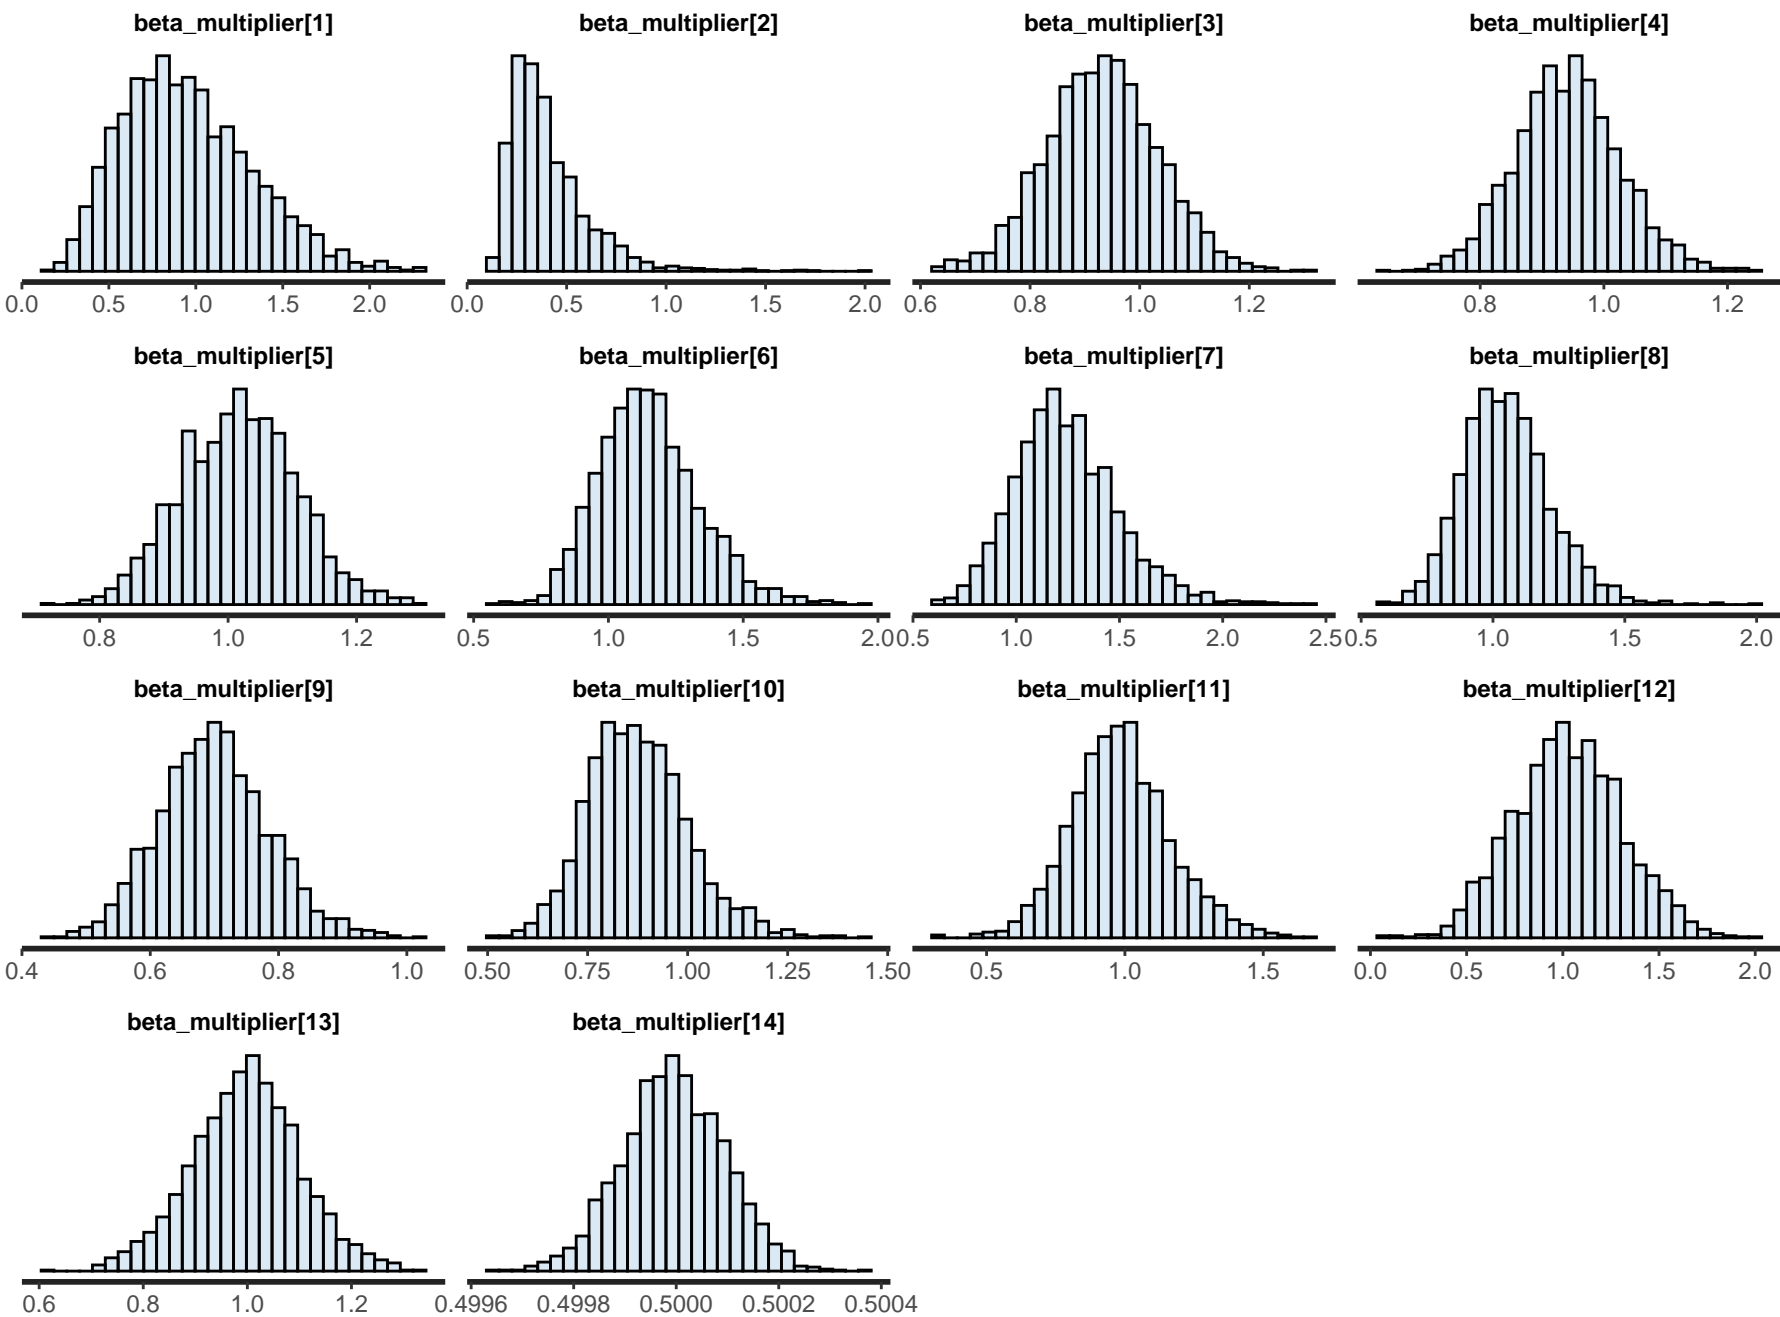 beta_multiplier[1] beta_multiplier[2] beta_multiplier[3] beta_multiplier[4]
0.0 0.5 1.0 1.5 2.0 0.0 0.5 1.0 1.5 2.0 0.6 0.8 1.0 1.2 0.8 1.0 1.2
beta_multiplier[5] beta_multiplier[6] beta_multiplier[7] beta_multiplier[8]
0.8 1.0 1.2 0.5 1.0 1.5 2.0 0.5 1.0 1.5 2.0 2.5 0.5 1.0 1.5 2.0
beta_multiplier[9] beta_multiplier[10] beta_multiplier[11] beta_multiplier[12]
0.4 0.6 0.8 1.0 0.50 0.75 1.00 1.25 1.50 0.5 1.0 1.5 0.0 0.5 1.0 1.5 2.0
beta_multiplier[13] beta_multiplier[14]
0.6 0.8 1.0 1.2 0.4996 0.4998 0.5000 0.5002 0.5004